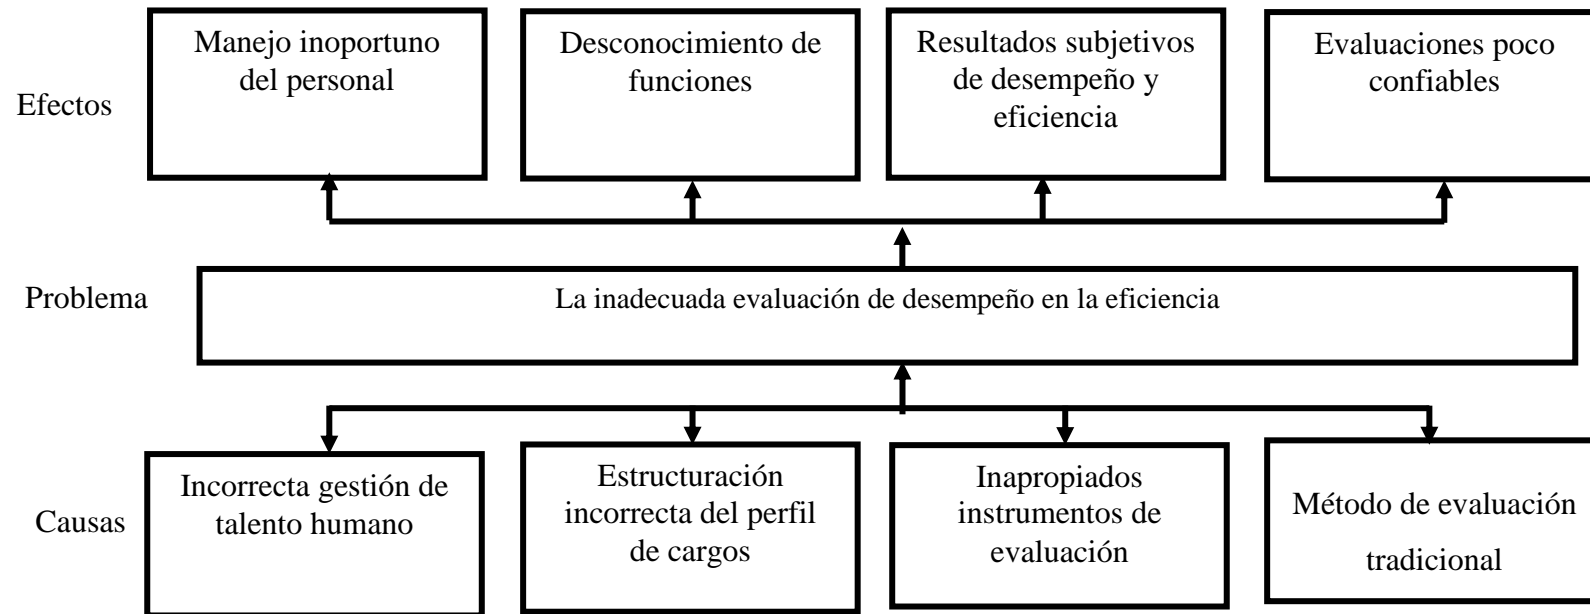 Efectos
Manejo inoportuno
del personal
Desconocimiento de
funciones
Resultados subjetivos
de desempeño y
eficiencia
Evaluaciones poco
confiables
Problema
La inadecuada evaluación de desempeño en la eficiencia
Causas
Incorrecta gestión de
talento humano
Estructuración
incorrecta del perfil
de cargos
Inapropiados
instrumentos de
evaluación
Método de evaluación
tradicional